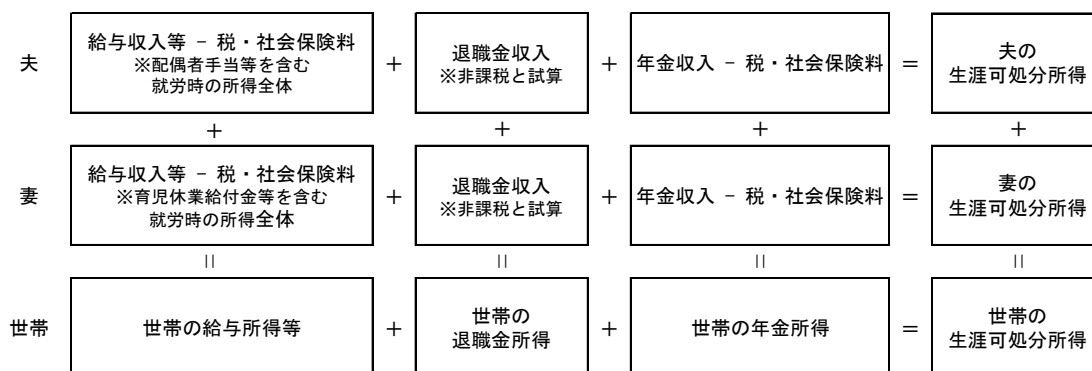 夫
給与収入等 － 税・社会保険料
※配偶者手当等を含む
就労時の所得全体
＋
退職金収入
※非課税と試算
＋
年金収入 － 税・社会保険料
＝
夫の
生涯可処分所得
＋ ＋ ＋ ＋
妻
給与収入等 － 税・社会保険料
※育児休業給付金等を含む
就労時の所得全体
＋
退職金収入
※非課税と試算
＋
年金収入 － 税・社会保険料
＝
妻の
生涯可処分所得
＝ ＝ ＝ ＝
世帯
世帯の給与所得等
＋
世帯の
退職金所得
＋
世帯の年金所得
＝
世帯の
生涯可処分所得